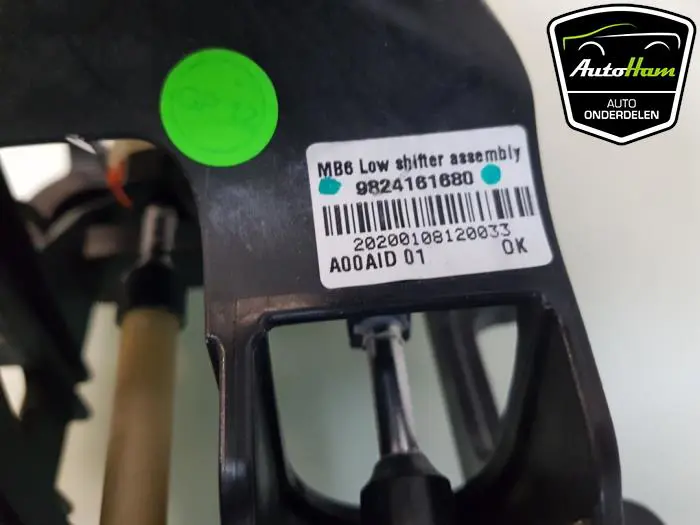 AutoHam
AUTO
ONDERDELEN
MB6 Low shifter assembly
9824161680
20200108120033
A00AID 01 OK